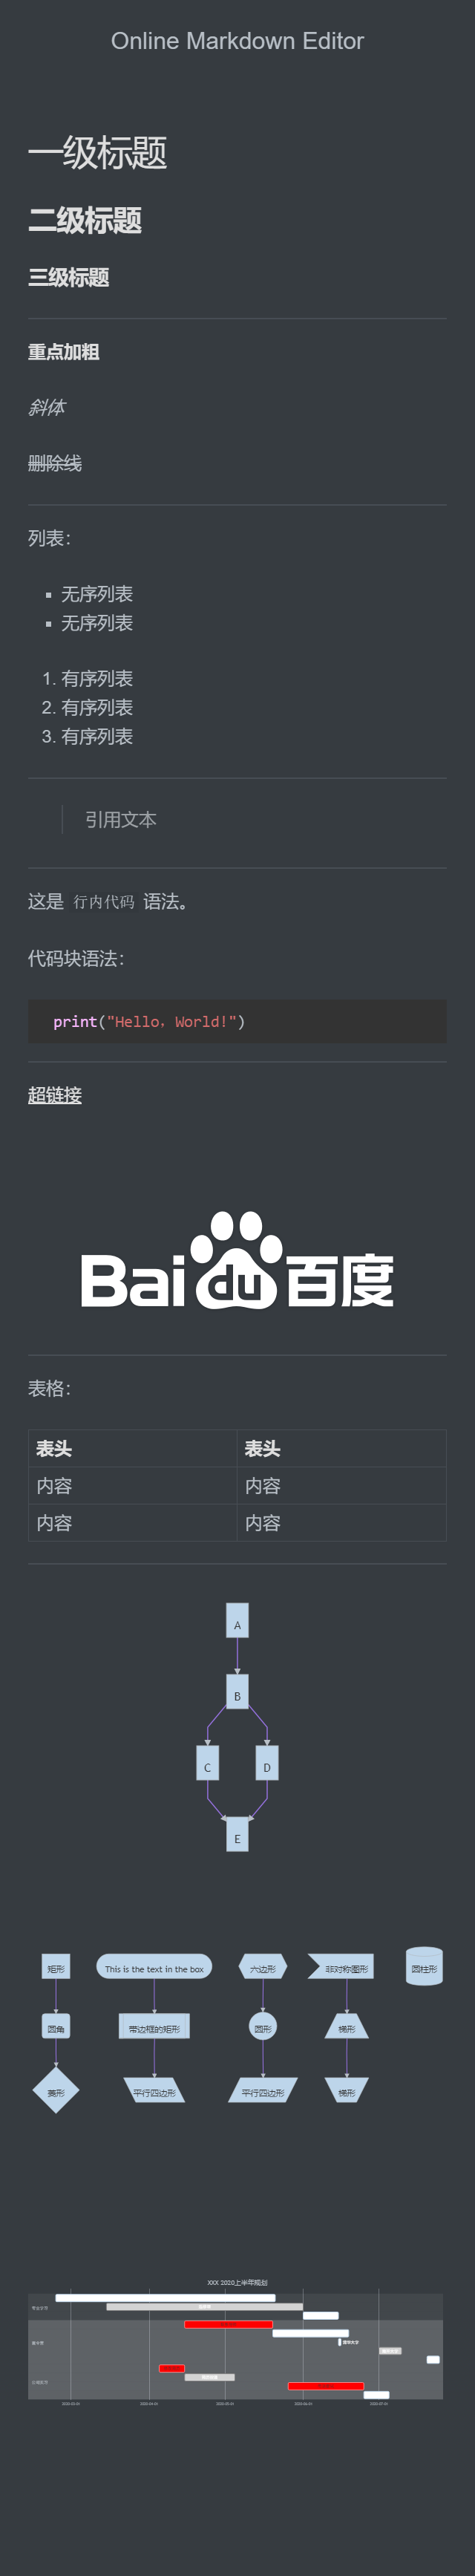 Online Markdown Editor
一级标题
二级标题
三级标题
重点加粗
斜体
删除线
列表：
无序列表
无序列表
1. 有序列表
2. 有序列表
3. 有序列表
引用文本
这是 行内代码 语法。
代码块语法：
print("Hello，World!")
超链接
Bai du 百度
表格：
表头 表头
内容 内容
内容 内容
A
B
C D
E
矩形 This is the text in the box 六边形 非对称图形 圆柱形
圆角 带边框的矩形 圆形 梯形
菱形 平行四边形 平行四边形 梯形
XXX 2020上半年规划